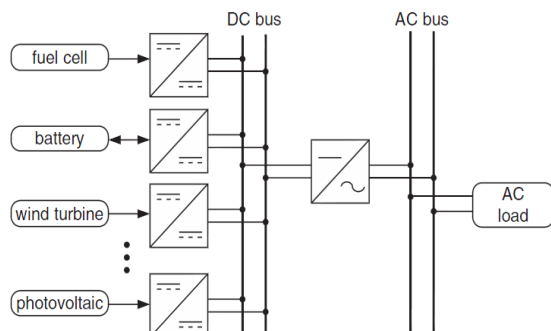 DC bus
AC bus
fuel cell
battery
wind turbine
AC
load
photovoltaic